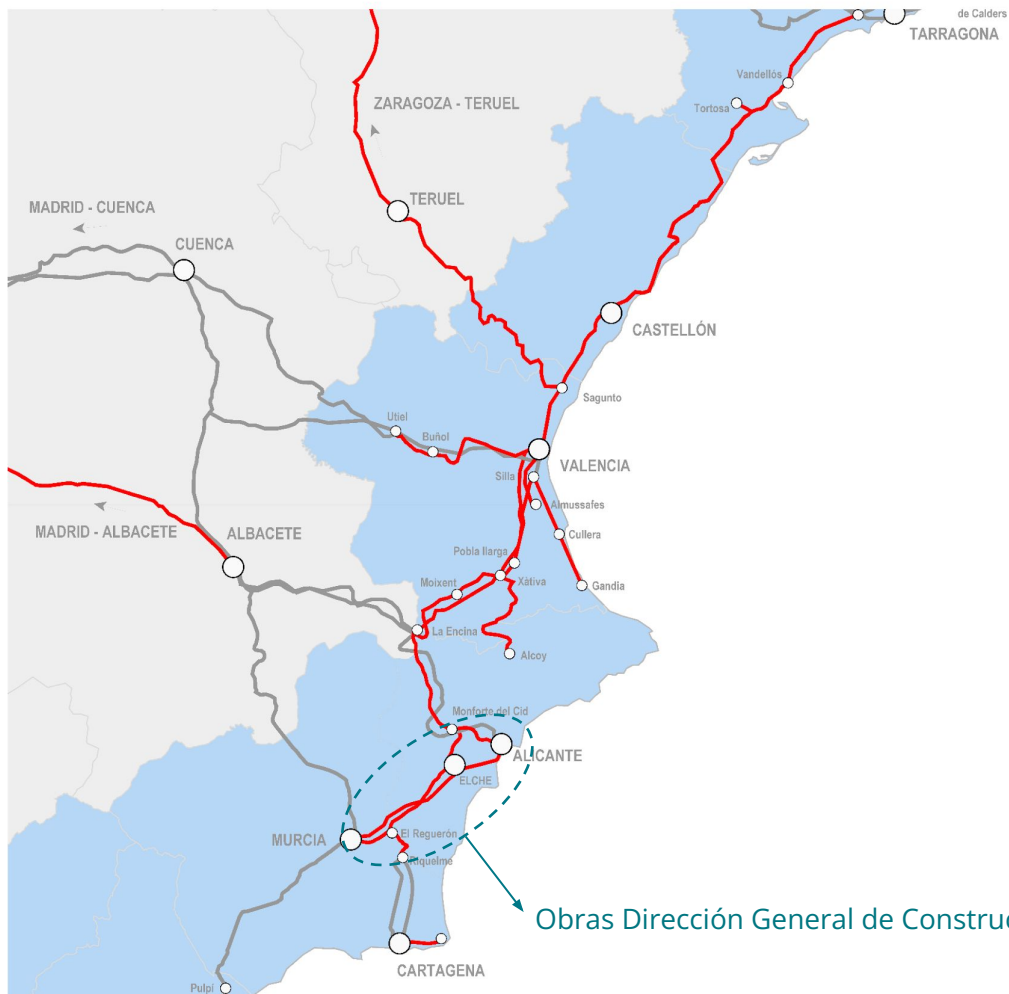 de Calders
TARRAGONA
Vandellós
ZARAGOZA - TERUEL
Tortosa
TERUEL
MADRID - CUENCA
CUENCA
CASTELLÓN
Sagunto
Utiel
Buñol
VALENCIA
Silla
Almussafes
MADRID - ALBACETE
ALBACETE
Cullera
Pobla llarga
Moixent
Xàtiva
Gandia
La Encina
Alcoy
Monforte del Cid
ALICANTE
ELCHE
MURCIA
El Reguerón
Riquelme
Obras Dirección General de Construc
CARTAGENA
Pulpí